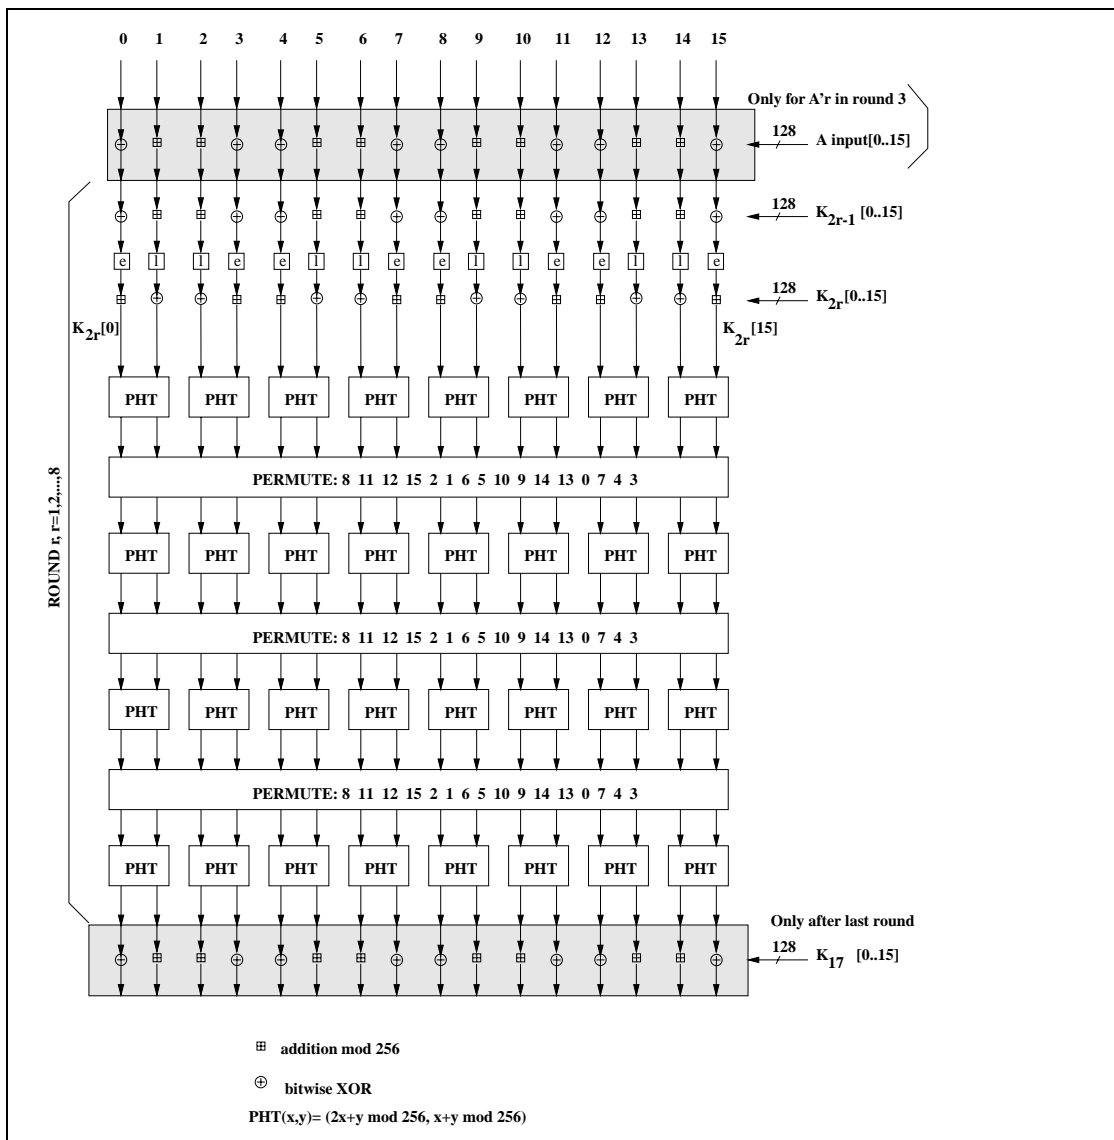 0 1 2 3 4 5 6 7 8 9 10 11 12 13 14 15
Only for A'r in round 3
128
A input[0..15]
128
K2r-1 [0..15]
e l l e e l l e e l l e e l l e
128
K2r[0..15]
K2r[0]
K2r[15]
PHT PHT PHT PHT PHT PHT PHT PHT
PERMUTE: 8 11 12 15 2 1 6 5 10 9 14 13 0 7 4 3
PHT PHT PHT PHT PHT PHT PHT PHT
ROUND r, r=1,2,...,8
PERMUTE: 8 11 12 15 2 1 6 5 10 9 14 13 0 7 4 3
PHT PHT PHT PHT PHT PHT PHT PHT
PERMUTE: 8 11 12 15 2 1 6 5 10 9 14 13 0 7 4 3
PHT PHT PHT PHT PHT PHT PHT PHT
Only after last round
128
K17 [0..15]
addition mod 256
bitwise XOR
PHT(x,y)= (2x+y mod 256, x+y mod 256)